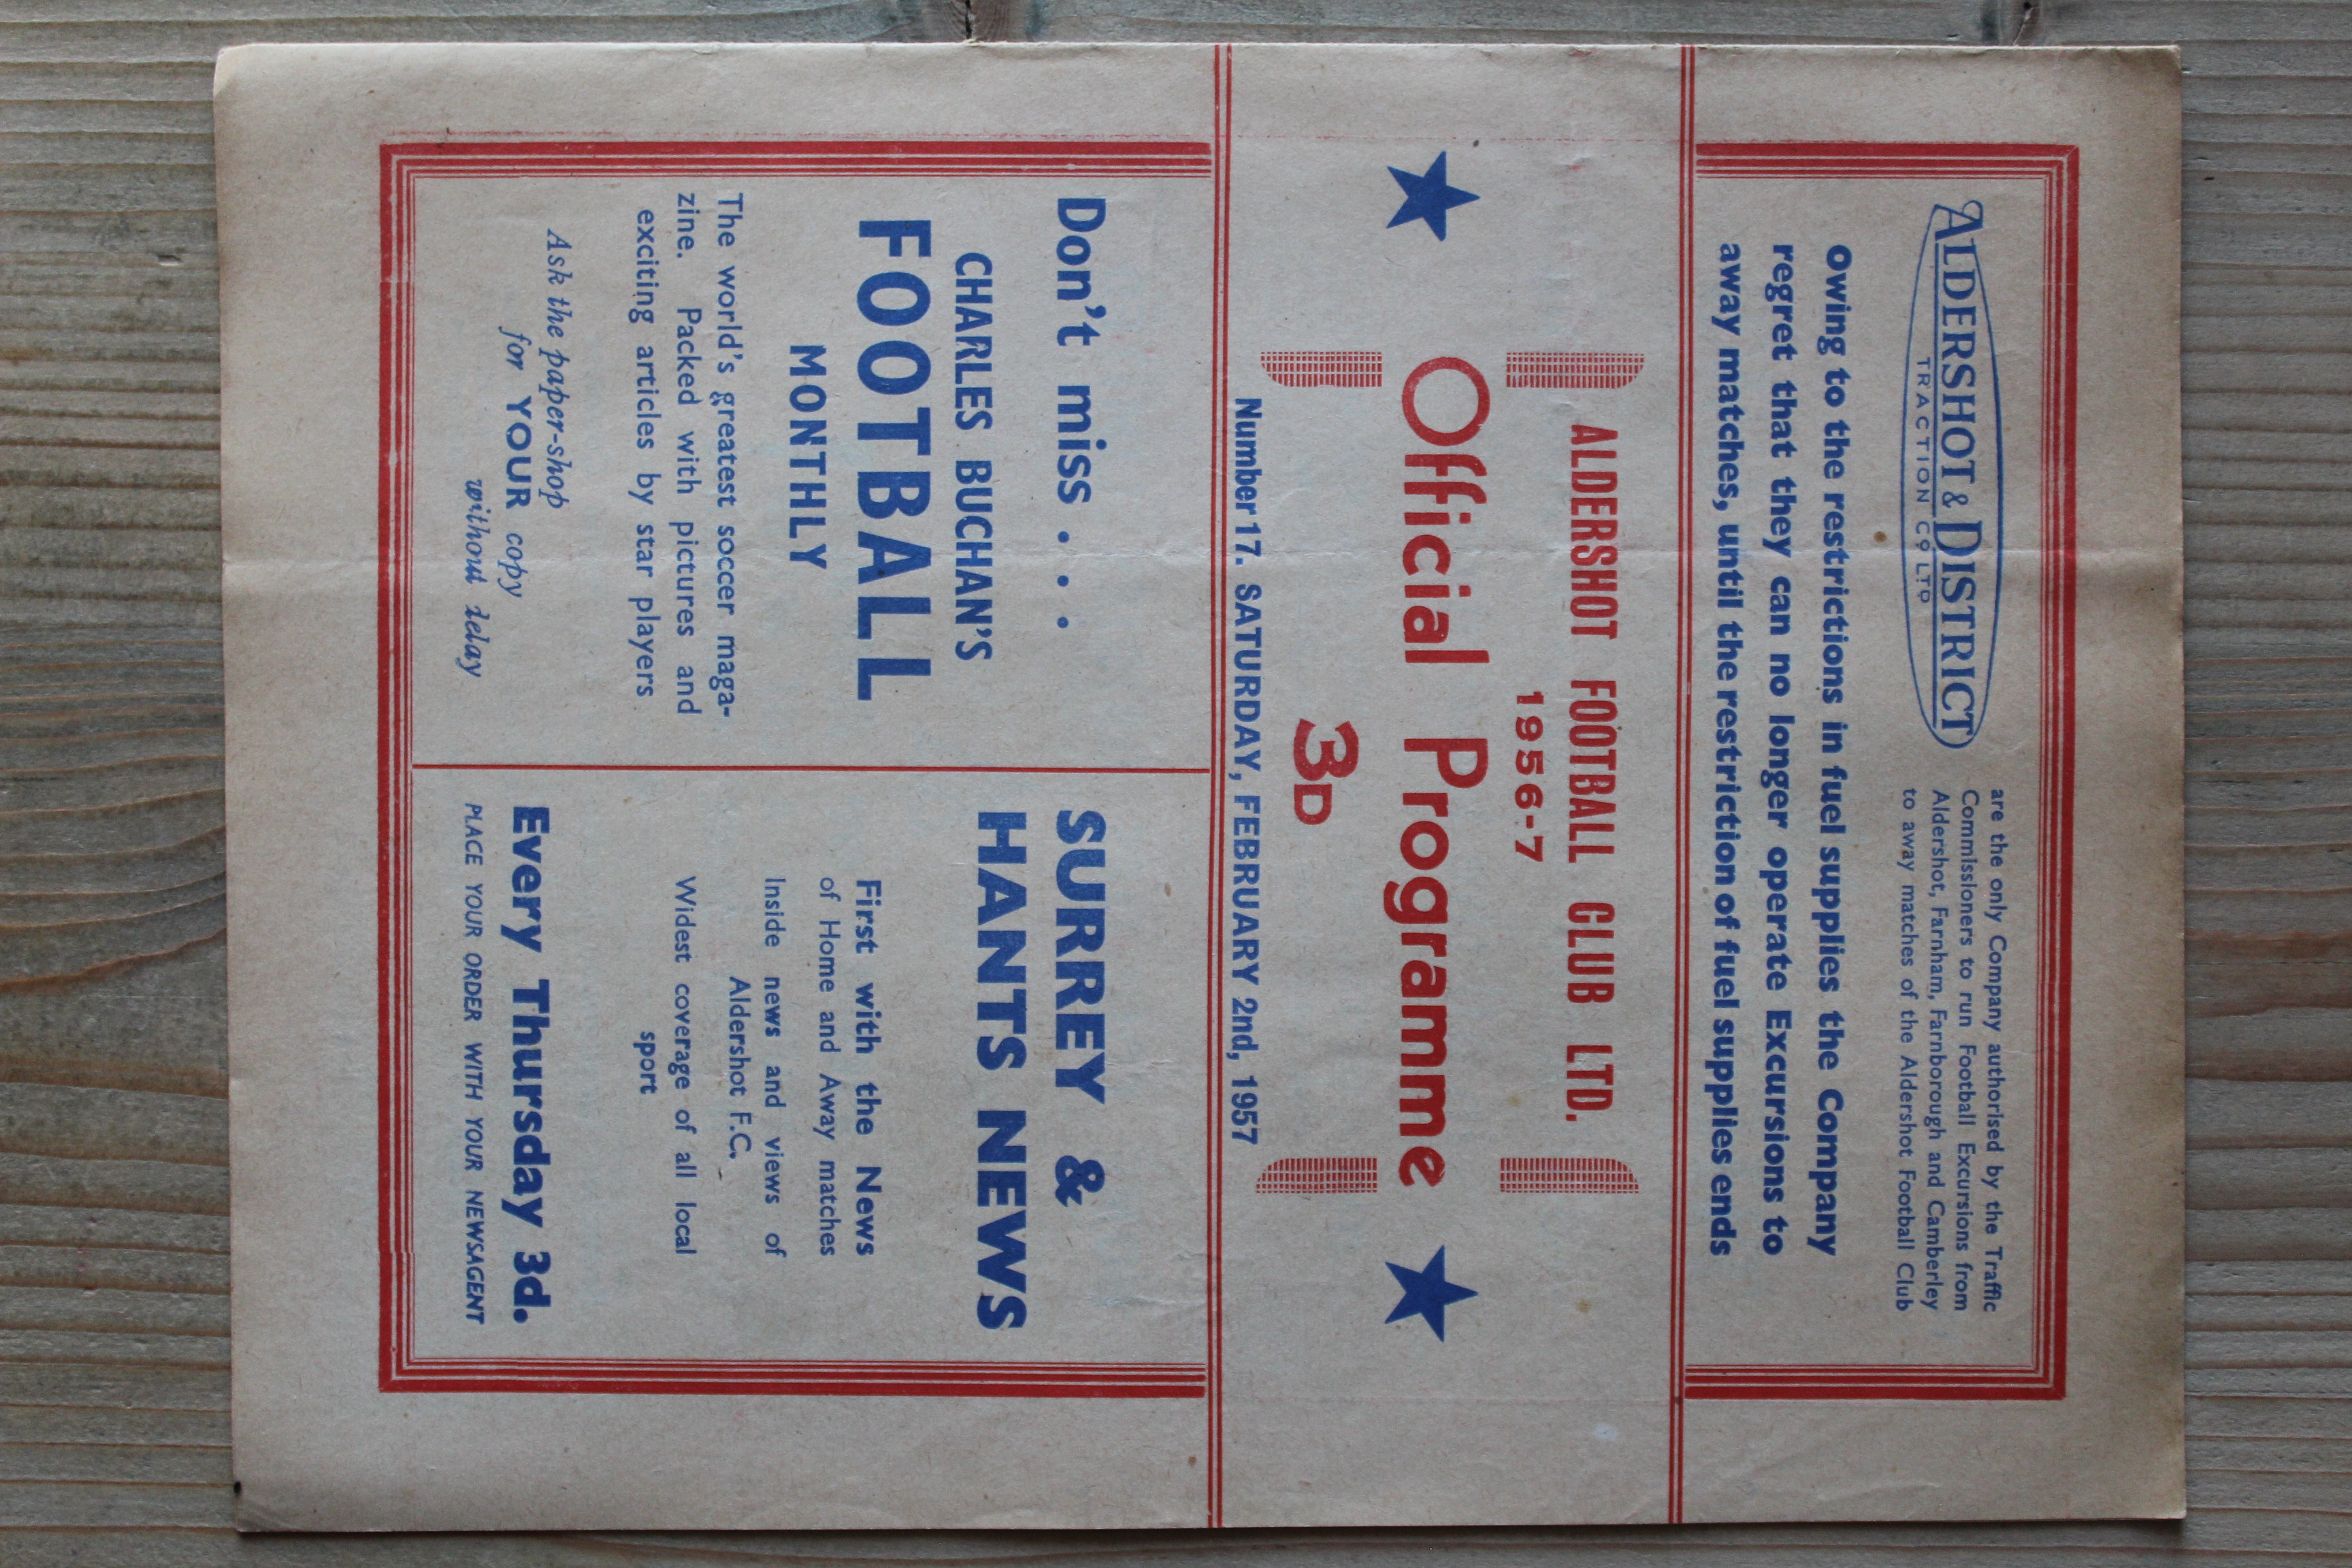 ALDERSHOT & DISTRICT
TRACTION CO LTD
are the only Company authorised by the Traffic
Commissioners to run Football Excursions from
Aldershot, Farnham, Farnborough and Camberley
to away matches of the Aldershot Football Club
Owing to the restrictions in fuel supplies the Company
regret that they can no longer operate Excursions to
away matches, until the restriction of fuel supplies ends
ALDERSHOT FOOTBALL CLUB LTD.
1956-7
Official Programme
3D
Number 17. SATURDAY, FEBRUARY 2nd, 1957
Don't miss . . .
CHARLES BUCHAN'S
FOOTBALL
MONTHLY
The world's greatest soccer maga-
zine. Packed with pictures and
exciting articles by star players
Ask the paper-shop
for YOUR copy
without delay
SURREY &
HANTS NEWS
First with the News
of Home and Away matches
Inside news and views of
Aldershot F.C.
Widest coverage of all local
sport
Every Thursday 3d.
PLACE YOUR ORDER WITH YOUR NEWSAGENT